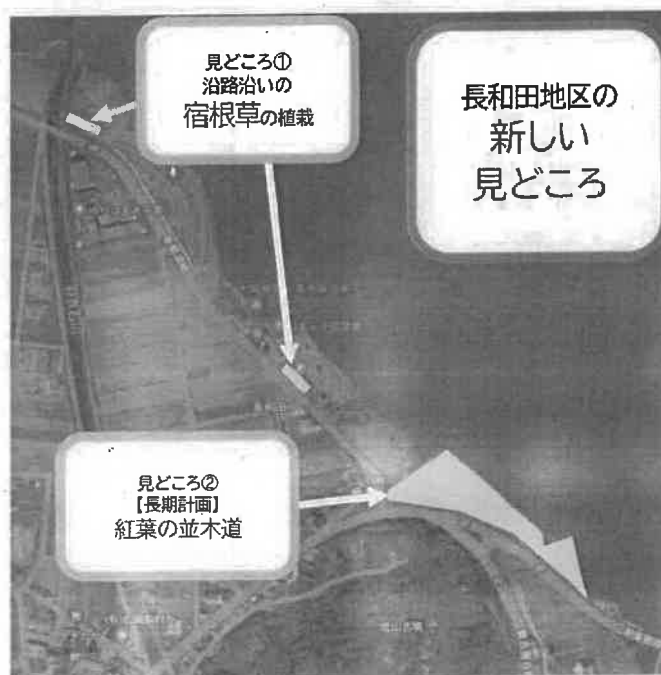 見どころ①
沿路沿いの
宿根草の植栽
長和田地区の
新しい
見どころ
見どころ②
【長期計画】
紅葉の並木道